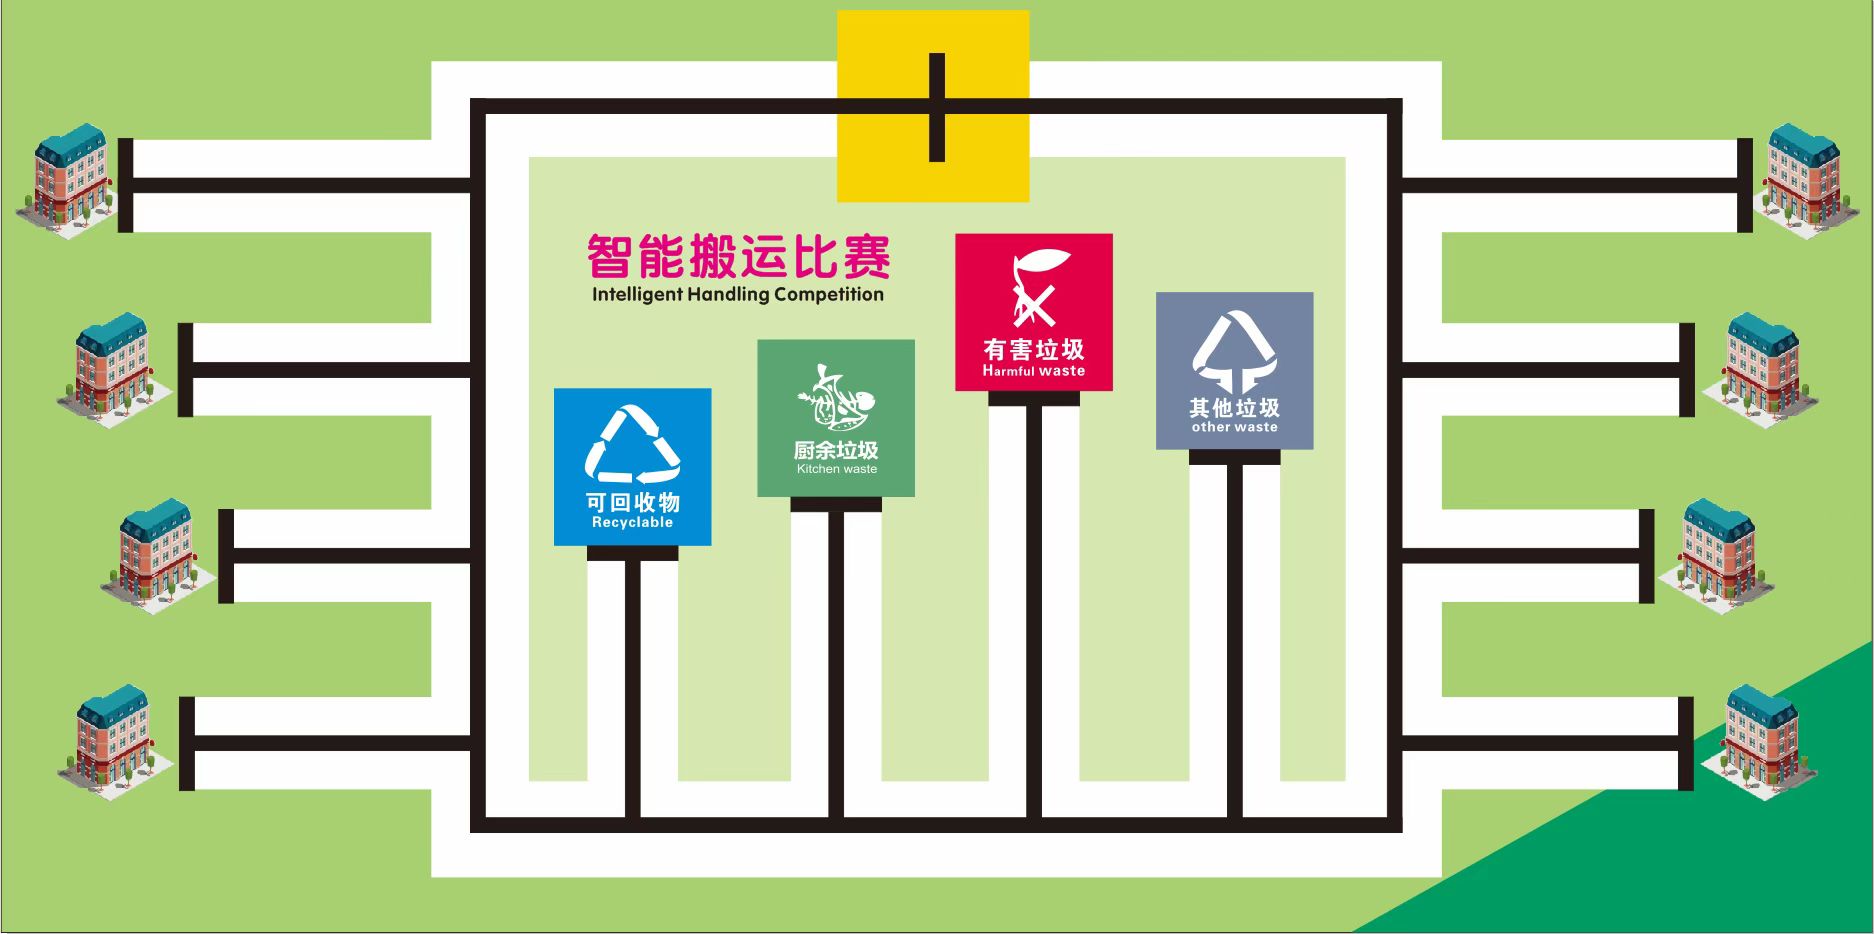 智能搬运比赛
Intelligent Handling Competition
有害垃圾
Harmful waste
其他垃圾
other waste
厨余垃圾
Kitchen waste
可回收物
Recyclable